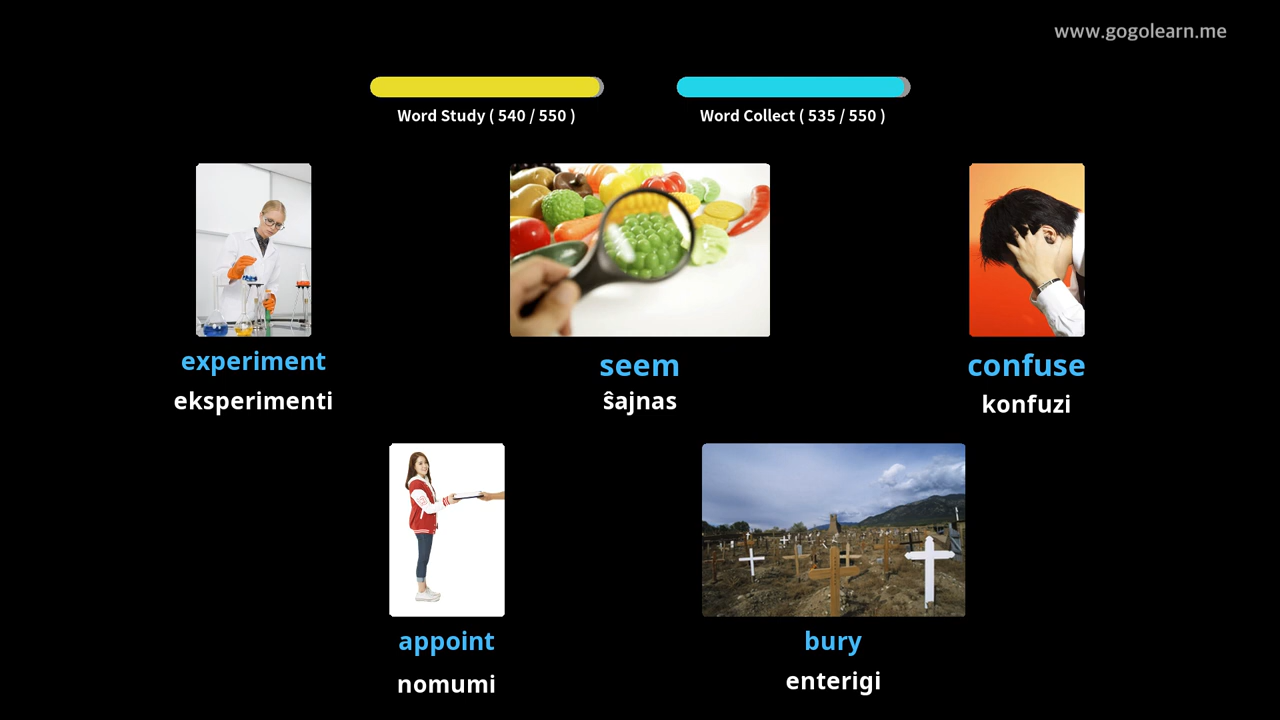 www.gogolearn.me
Word Study ( 540 / 550 )
Word Collect ( 535 / 550 )
experiment
eksperimenti
seem
ŝajnas
confuse
konfuzi
appoint
nomumi
bury
enterigi